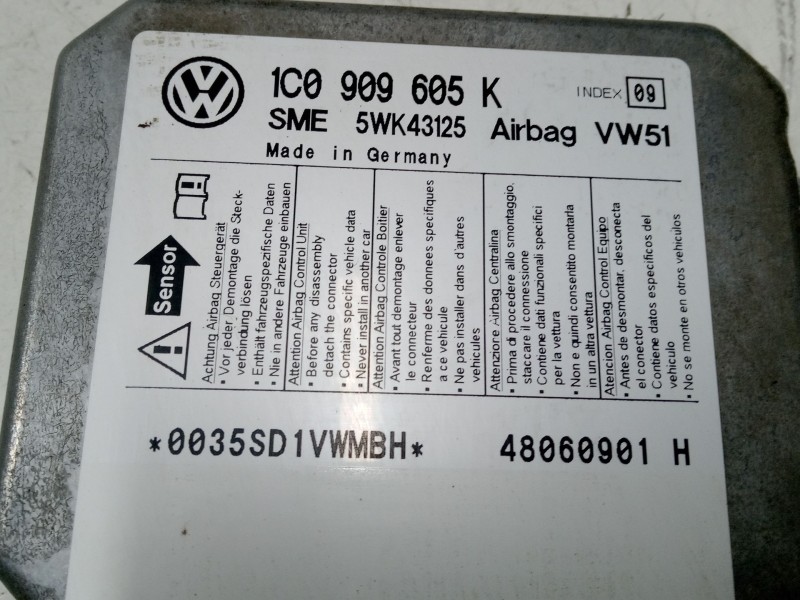 1C0 909 605 K
INDEX 09
SME 5WK43125 Airbag VW51
Made in Germany
Sensor
Achtung Airbag Steuergerät
• Vor jeder Demontage die Steck-
verbindung lösen
• Enthält fahrzeugspezifische Daten
• Nie in andere Fahrzeuge einbauen
Attention Airbag Control Unit
• Before any disassembly
detach the connector
• Contains specific vehicle data
• Never install in another car
Attention Airbag Controle Boitier
• Avant tout demontage enlever
le connecteur
• Renferme des données specifiques
a ce véhicule
• Ne pas installer dans d'autres
véhicules
Attenzione Airbag Centralina
• Prima di procedere allo smontaggio,
staccare il connessione
• Contiene dati funzionali specifici
per la vettura
• Non e quindi consentito montarla
in un altra vettura
Atencion Airbag Control Equipo
• Antes de desmontar, desconecta
el conector
• Contiene datos especificos del
vehiculo
• No se monte en otros vehiculos
*0035SD1VWMBH*
48060901 H